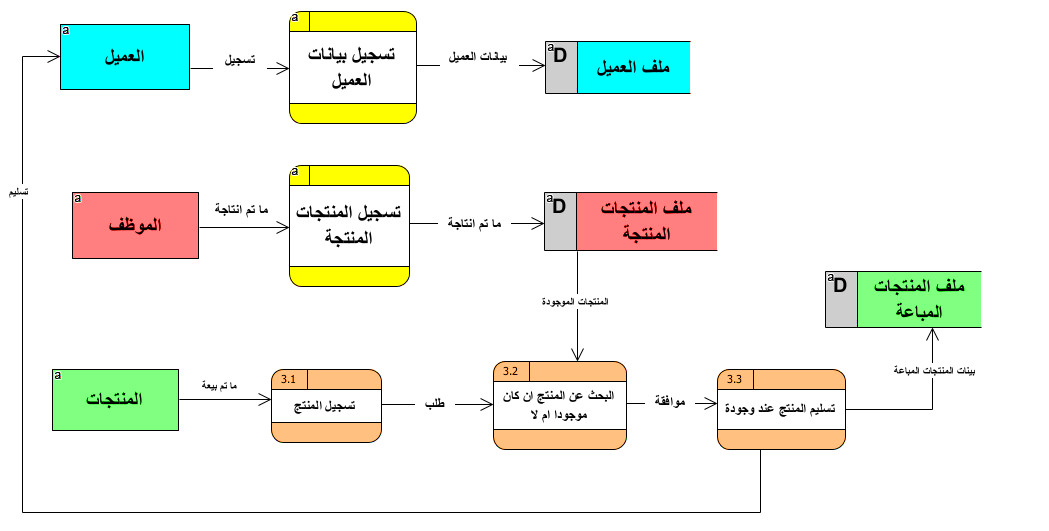 a
العميل
تسجيل
a
تسجيل بيانات
العميل
بيانات العميل
a
D
ملف العميل
تسليم
a
الموظف
ما تم انتاجة
a
تسجيل المنتجات
المنتجة
ما تم انتاجة
a
D
ملف المنتجات
المنتجة
المنتجات الموجودة
a
D
ملف المنتجات
المباعة
بينات المنتجات المباعة
a
المنتجات
ما تم بيعة
3.1
تسجيل المنتج
طلب
3.2
البحث عن المنتج ان كان
موجودا ام لا
موافقة
3.3
تسليم المنتج عند وجودة